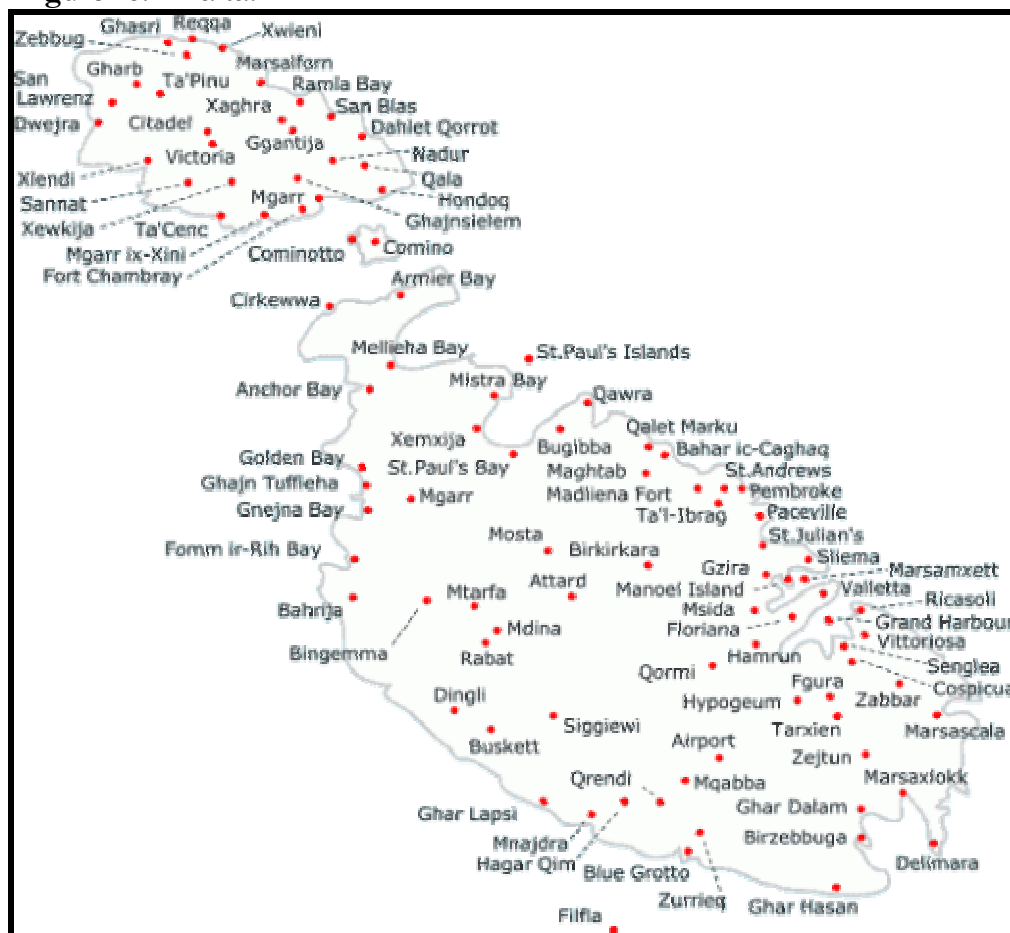 Ghasri
Reqqa
Zebbug
Xwieni
Gharb
Marsalforn
San Lawrenz
Ta'Pinu
Ramla Bay
Xaghra
San Blas
Dwejra
Citadel
Dahlet Qorrot
Ggantija
Victoria
Nadur
Xlendi
Qala
Sannat
Mgarr
Hondoq
Xewkija
Ta'Cenc
Ghajnsielem
Mgarr ix-Xini
Cominotto
Comino
Fort Chambray
Armier Bay
Cirkewwa
Mellieha Bay
St.Paul's Islands
Anchor Bay
Mistra Bay
Qawra
Xemxija
Bugibba
Qalet Marku
Bahar ic-Caghaq
Golden Bay
St.Paul's Bay
Maghtab
St.Andrews
Ghajn Tuffieha
Mgarr
Madliena Fort
Pembroke
Gnejna Bay
Ta'l-Ibrag
Paceville
Mosta
St.Julian's
Fomm ir-Rih Bay
Birkirkara
Sliema
Gzira
Marsamxett
Attard
Manoel Island
Valletta
Mtarfa
Ricasoli
Bahrija
Msida
Grand Harbour
Mdina
Floriana
Vittoriosa
Bingemma
Rabat
Hamrun
Senglea
Qormi
Fgura
Cospicua
Dingli
Hypogeum
Zabbar
Siggiewi
Tarxien
Marsascala
Buskett
Airport
Zejtun
Qrendi
Mqabba
Marsaxlokk
Ghar Lapsi
Ghar Dalam
Mnajdra
Birzebbuga
Hagar Qim
Blue Grotto
Delimara
Zurrieq
Ghar Hasan
Filfla